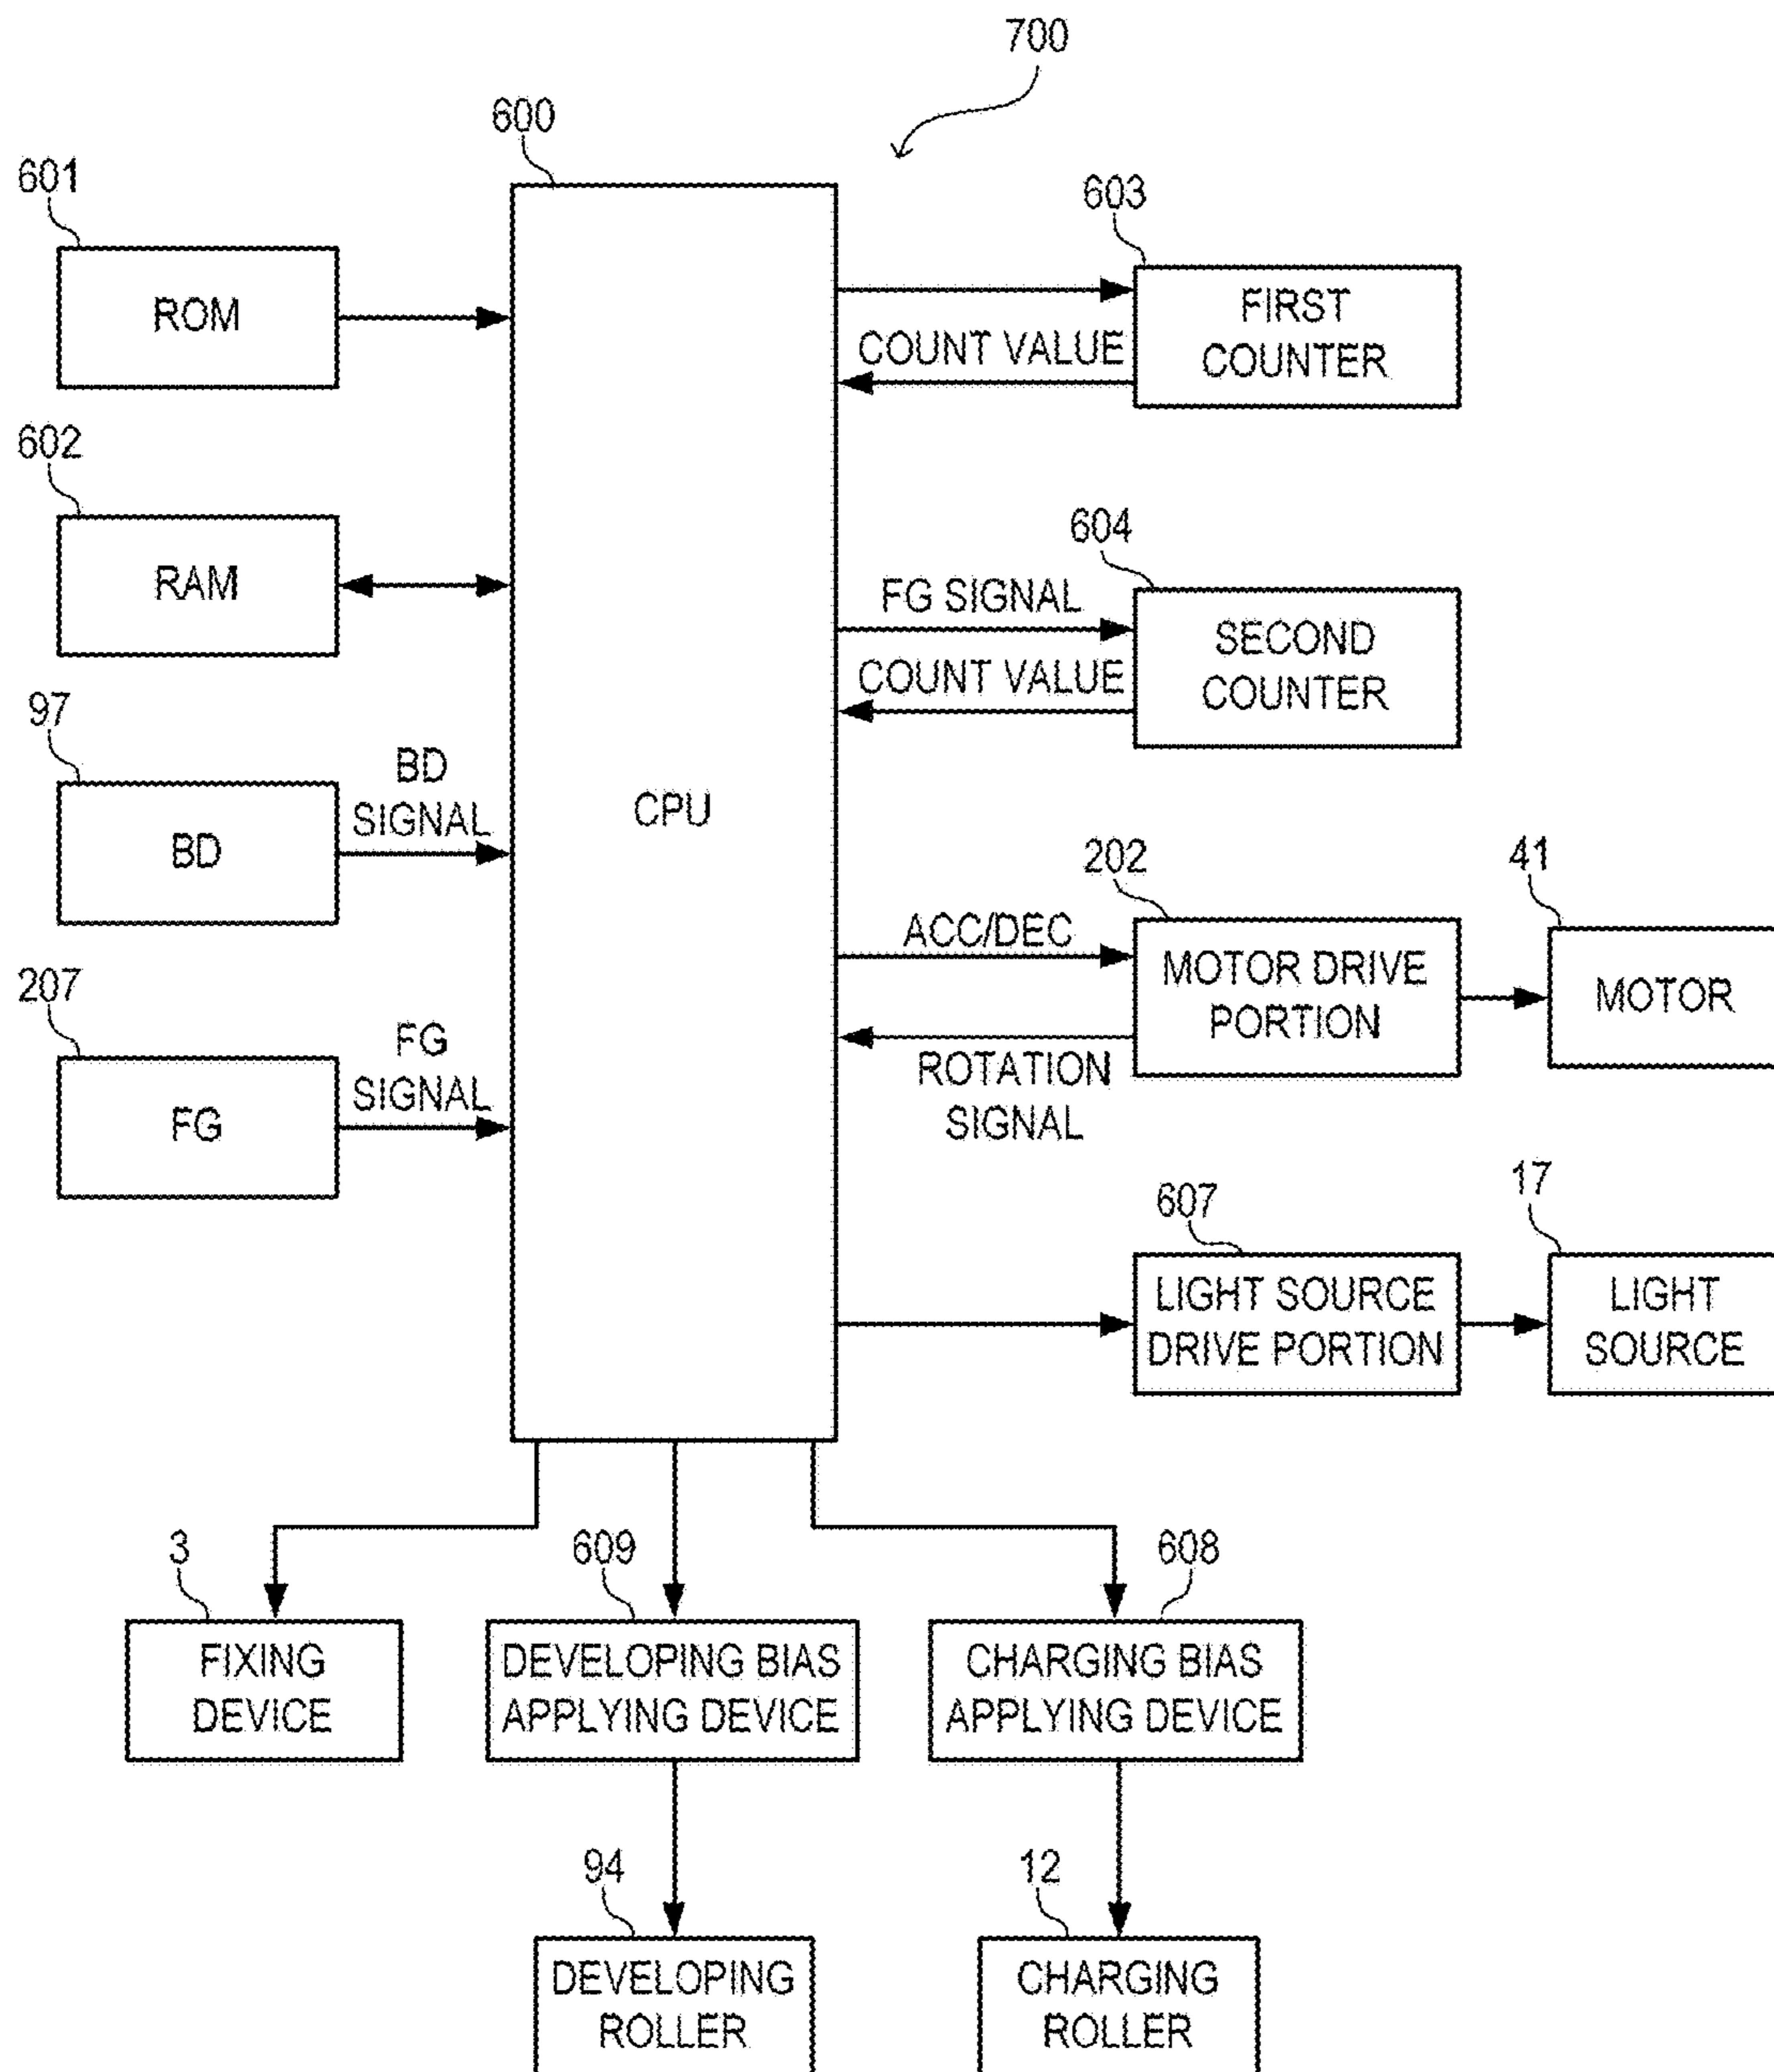 700
600
601
603
ROM
FIRST
COUNTER
COUNT VALUE
602
604
RAM
FG SIGNAL
SECOND
COUNTER
COUNT VALUE
97
BD
SIGNAL
BD
CPU
202
41
ACC/DEC
MOTOR DRIVE
PORTION
MOTOR
207
FG
SIGNAL
FG
ROTATION
SIGNAL
607
17
LIGHT SOURCE
DRIVE PORTION
LIGHT
SOURCE
3
609
608
FIXING
DEVICE
DEVELOPING BIAS
APPLYING DEVICE
CHARGING BIAS
APPLYING DEVICE
94
12
DEVELOPING
ROLLER
CHARGING
ROLLER